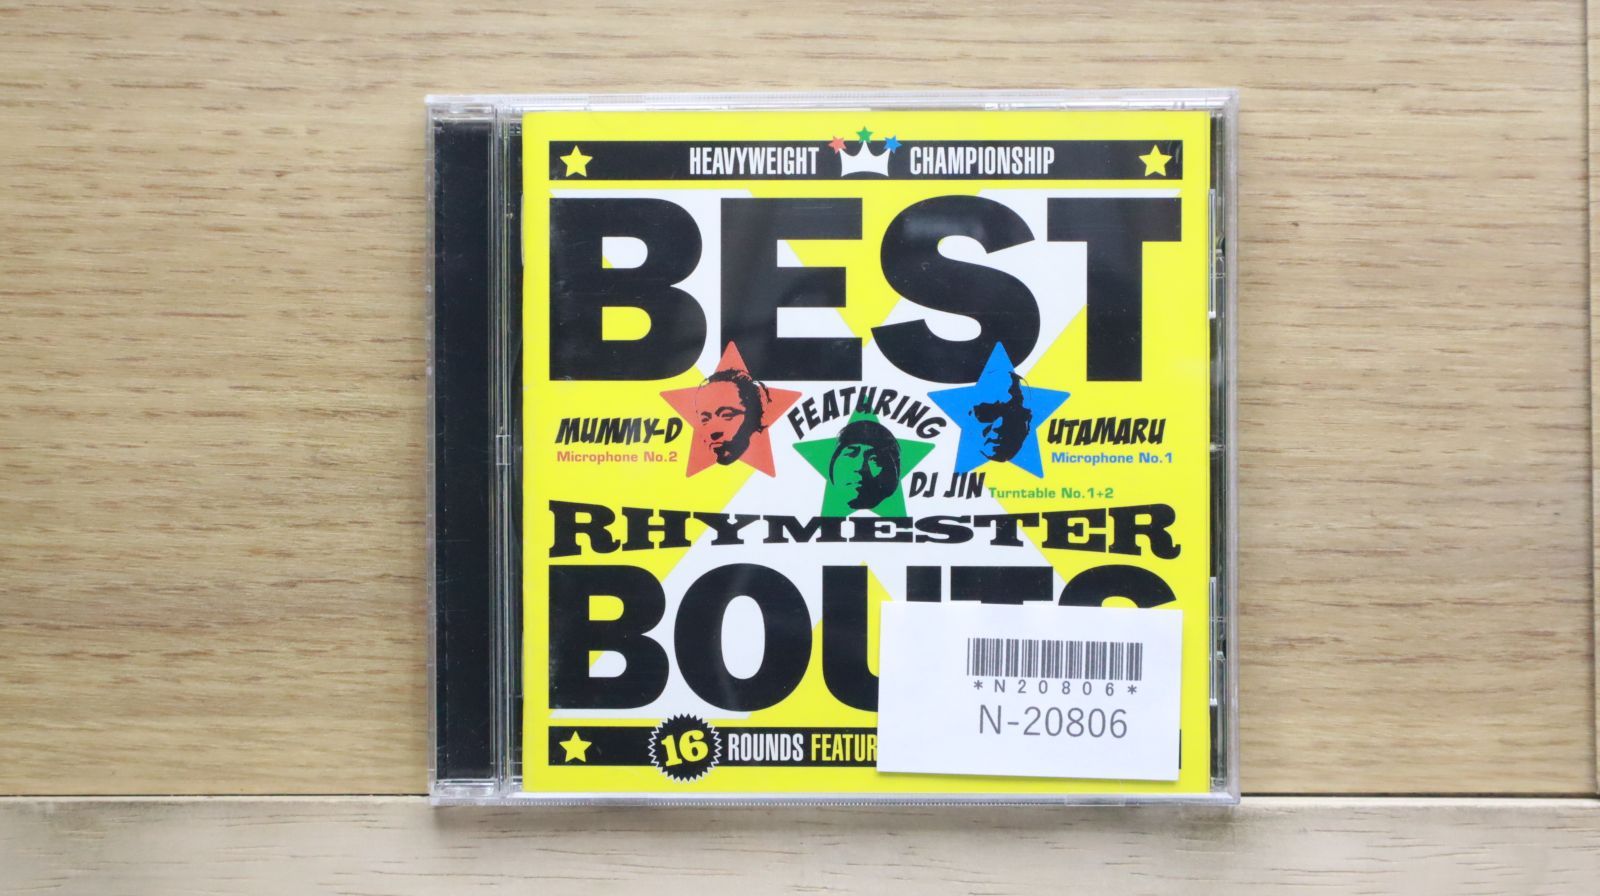 HEAVYWEIGHT CHAMPIONSHIP
BEST
FEATURING
MUMMY-D
Microphone No.2
UTAMARU
Microphone No.1
DJ JIN Turntable No.1+2
RHYMESTER
BOUTS
16 ROUNDS
*N20806*
N-20806